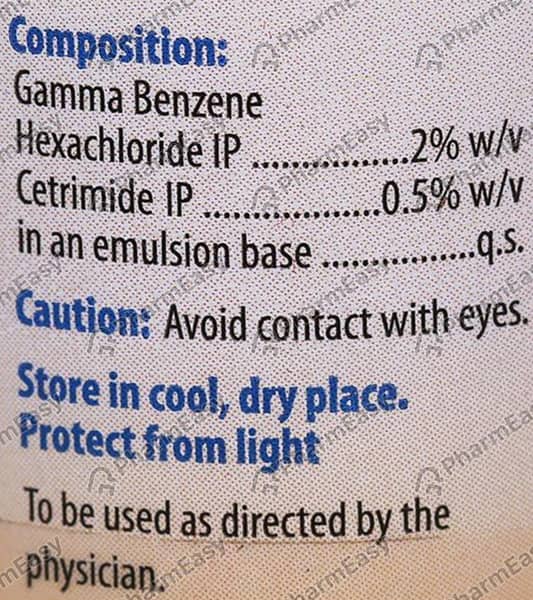 Composition:
Gamma Benzene
Hexachloride IP .................2% w/v
Cetrimide IP ...................0.5% w/v
in an emulsion base ................q.s.
Caution: Avoid contact with eyes.
Store in cool, dry place.
Protect from light
To be used as directed by the
physician.
PharmEasy